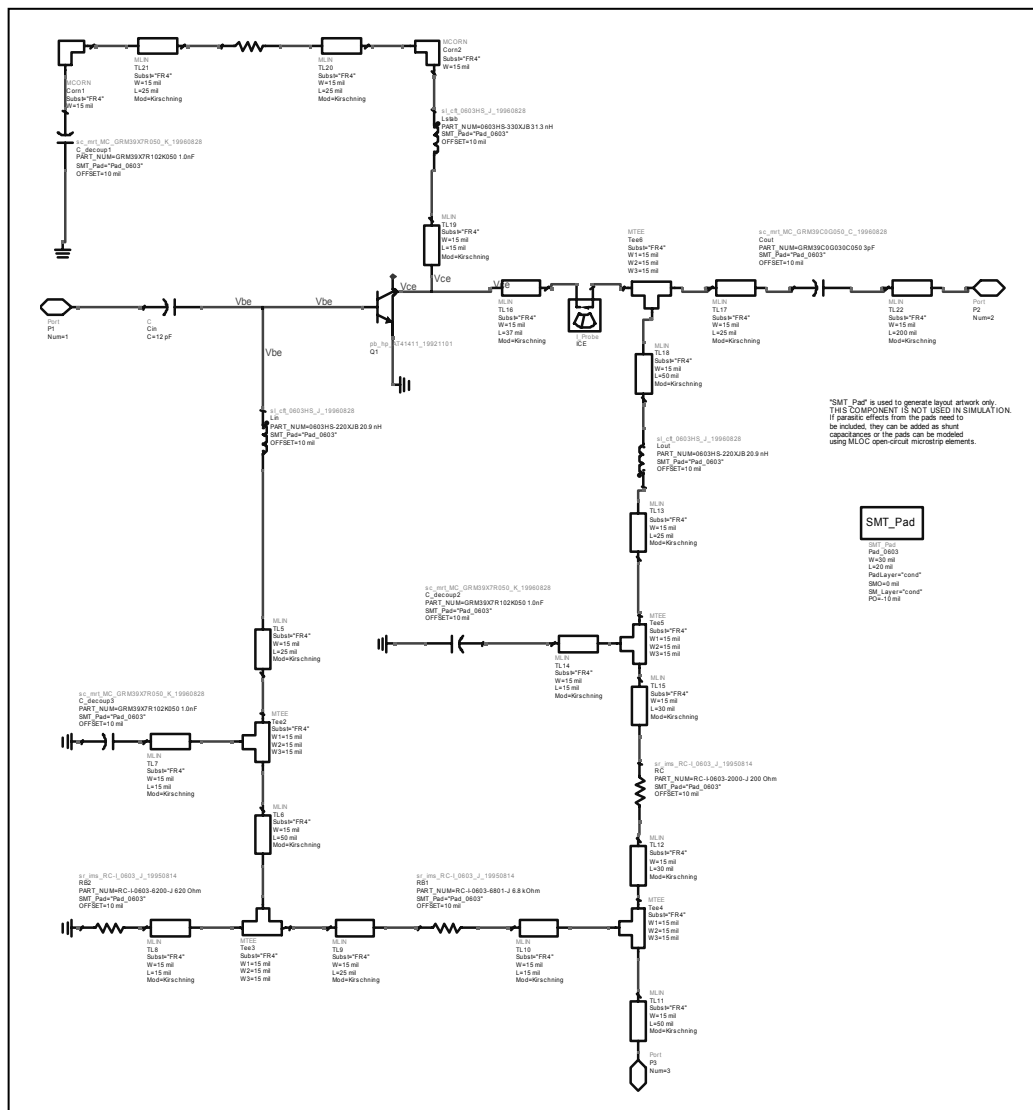 MLIN
TL21
Subst="FR4"
W=15 mil
L=25 mil
Mod=Kirschning
MLIN
TL20
Subst="FR4"
W=15 mil
L=25 mil
Mod=Kirschning
MCORN
Corn2
Subst="FR4"
W=15 mil
MCORN
Corn1
Subst="FR4"
W=15 mil
sc_mrt_MC_GRM39X7R050_K_19960828
C_decoup1
PART_NUM=GRM39X7R102K050 1.0nF
SMT_Pad="Pad_0603"
OFFSET=10 mil
sl_cft_0603HS_J_19960828
Lstab
PART_NUM=0603HS-330XJB 31.3 nH
SMT_Pad="Pad_0603"
OFFSET=10 mil
MLIN
TL19
Subst="FR4"
W=15 mil
L=15 mil
Mod=Kirschning
MTEE
Tee6
Subst="FR4"
W1=15 mil
W2=15 mil
W3=15 mil
sc_mrt_MC_GRM39C0G050_C_19960828
Cout
PART_NUM=GRM39C0G030C050 3pF
SMT_Pad="Pad_0603"
OFFSET=10 mil
Port
P1
Num=1
C
Cin
C=12 pF
Vbe
Vbe
Vbe
Vce
Vce
Vce
pb_hp_AT41411_19921101
Q1
MLIN
TL16
Subst="FR4"
W=15 mil
L=37 mil
Mod=Kirschning
I_Probe
ICE
MLIN
TL17
Subst="FR4"
W=15 mil
L=25 mil
Mod=Kirschning
MLIN
TL22
Subst="FR4"
W=15 mil
L=200 mil
Mod=Kirschning
Port
P2
Num=2
MLIN
TL18
Subst="FR4"
W=15 mil
L=50 mil
Mod=Kirschning
"SMT_Pad" is used to generate layout artwork only.
THIS COMPONENT IS NOT USED IN SIMULATION.
If parasitic effects from the pads need to
be included, they can be added as shunt
capacitances or the pads can be modeled
using MLOC open-circuit microstrip elements.
sl_cft_0603HS_J_19960828
Lin
PART_NUM=0603HS-220XJB 20.9 nH
SMT_Pad="Pad_0603"
OFFSET=10 mil
sl_cft_0603HS_J_19960828
Lout
PART_NUM=0603HS-220XJB 20.9 nH
SMT_Pad="Pad_0603"
OFFSET=10 mil
MLIN
TL13
Subst="FR4"
W=15 mil
L=25 mil
Mod=Kirschning
SMT_Pad
SMT_Pad
Pad_0603
W=30 mil
L=20 mil
PadLayer="cond"
SMO=0 mil
SM_Layer="cond"
PO=-10 mil
sc_mrt_MC_GRM39X7R050_K_19960828
C_decoup2
PART_NUM=GRM39X7R102K050 1.0nF
SMT_Pad="Pad_0603"
OFFSET=10 mil
MLIN
TL5
Subst="FR4"
W=15 mil
L=25 mil
Mod=Kirschning
MLIN
TL14
Subst="FR4"
W=15 mil
L=15 mil
Mod=Kirschning
MTEE
Tee5
Subst="FR4"
W1=15 mil
W2=15 mil
W3=15 mil
MLIN
TL15
Subst="FR4"
W=15 mil
L=30 mil
Mod=Kirschning
sc_mrt_MC_GRM39X7R050_K_19960828
C_decoup3
PART_NUM=GRM39X7R102K050 1.0nF
SMT_Pad="Pad_0603"
OFFSET=10 mil
MTEE
Tee2
Subst="FR4"
W1=15 mil
W2=15 mil
W3=15 mil
MLIN
TL7
Subst="FR4"
W=15 mil
L=15 mil
Mod=Kirschning
sr_ims_RC-I_0603_J_19950814
RC
PART_NUM=RC-I-0603-2000-J 200 Ohm
SMT_Pad="Pad_0603"
OFFSET=10 mil
MLIN
TL6
Subst="FR4"
W=15 mil
L=50 mil
Mod=Kirschning
MLIN
TL12
Subst="FR4"
W=15 mil
L=30 mil
Mod=Kirschning
sr_ims_RC-I_0603_J_19950814
RB2
PART_NUM=RC-I-0603-6200-J 620 Ohm
SMT_Pad="Pad_0603"
OFFSET=10 mil
sr_ims_RC-I_0603_J_19950814
RB1
PART_NUM=RC-I-0603-6801-J 6.8 kOhm
SMT_Pad="Pad_0603"
OFFSET=10 mil
MTEE
Tee4
Subst="FR4"
W1=15 mil
W2=15 mil
W3=15 mil
MLIN
TL8
Subst="FR4"
W=15 mil
L=15 mil
Mod=Kirschning
MTEE
Tee3
Subst="FR4"
W1=15 mil
W2=15 mil
W3=15 mil
MLIN
TL9
Subst="FR4"
W=15 mil
L=25 mil
Mod=Kirschning
MLIN
TL10
Subst="FR4"
W=15 mil
L=15 mil
Mod=Kirschning
MLIN
TL11
Subst="FR4"
W=15 mil
L=50 mil
Mod=Kirschning
Port
P3
Num=3